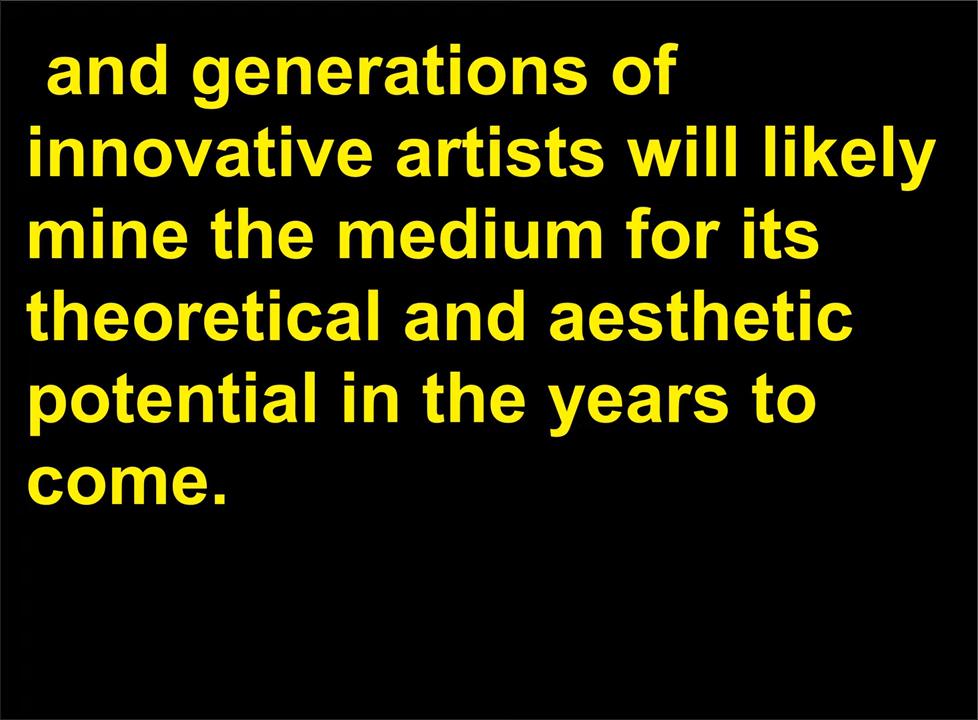 and generations of
innovative artists will likely
mine the medium for its
theoretical and aesthetic
potential in the years to
come.